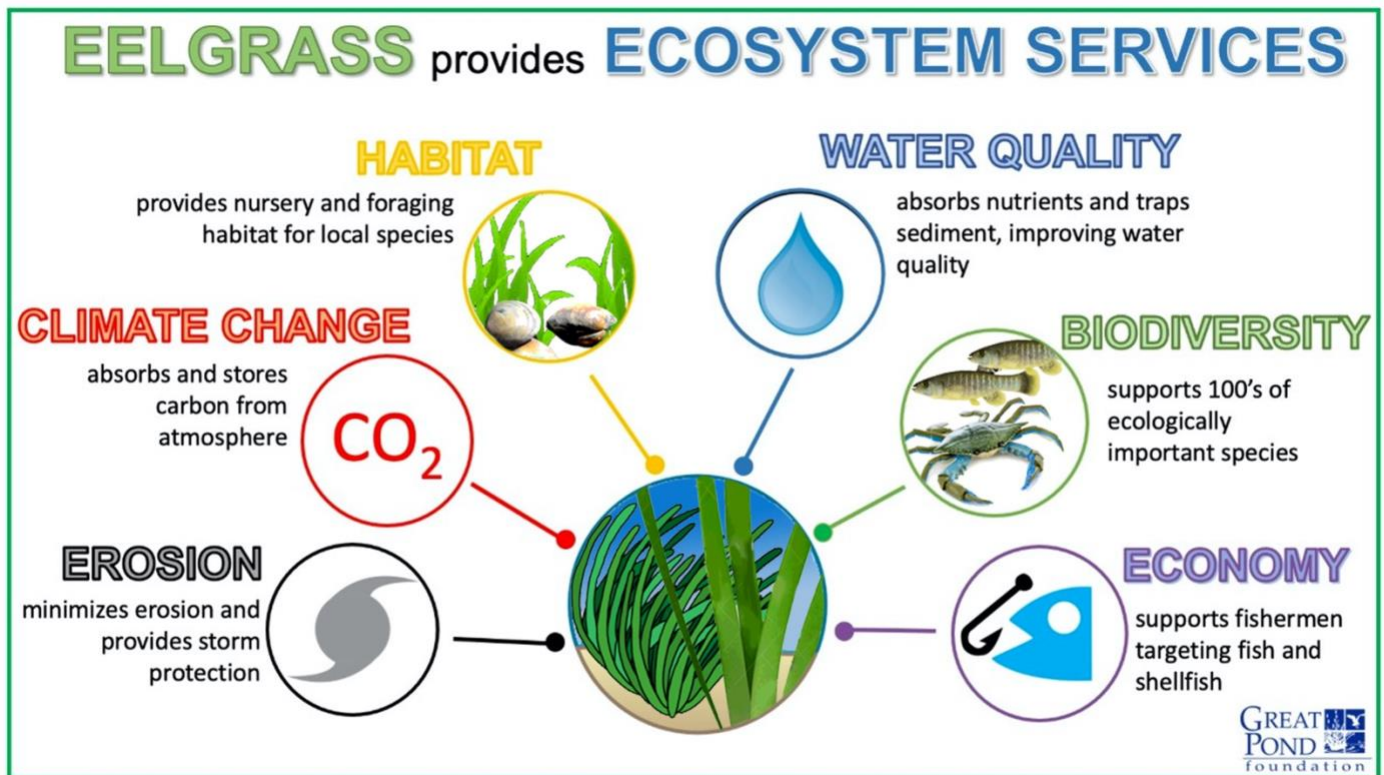 EELGRASS provides ECOSYSTEM SERVICES
HABITAT
provides nursery and foraging
habitat for local species
WATER QUALITY
absorbs nutrients and traps
sediment, improving water
quality
CLIMATE CHANGE
absorbs and stores
carbon from
atmosphere
CO2
BIODIVERSITY
supports 100’s of
ecologically
important species
EROSION
minimizes erosion and
provides storm
protection
ECONOMY
supports fishermen
targeting fish and
shellfish
GREAT
POND
foundation